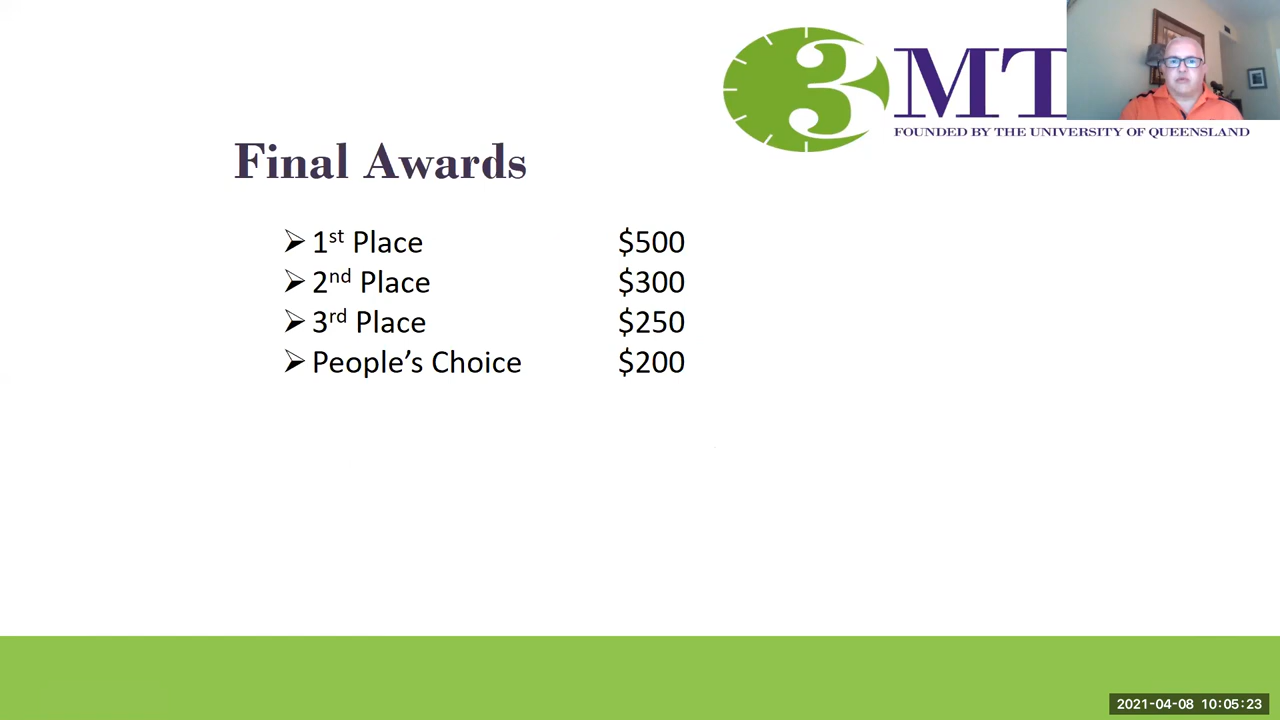 3MT
FOUNDED BY THE UNIVERSITY OF QUEENSLAND
Final Awards
➢ 1st Place $500
➢ 2nd Place $300
➢ 3rd Place $250
➢ People’s Choice $200
2021-04-08 10:05:23